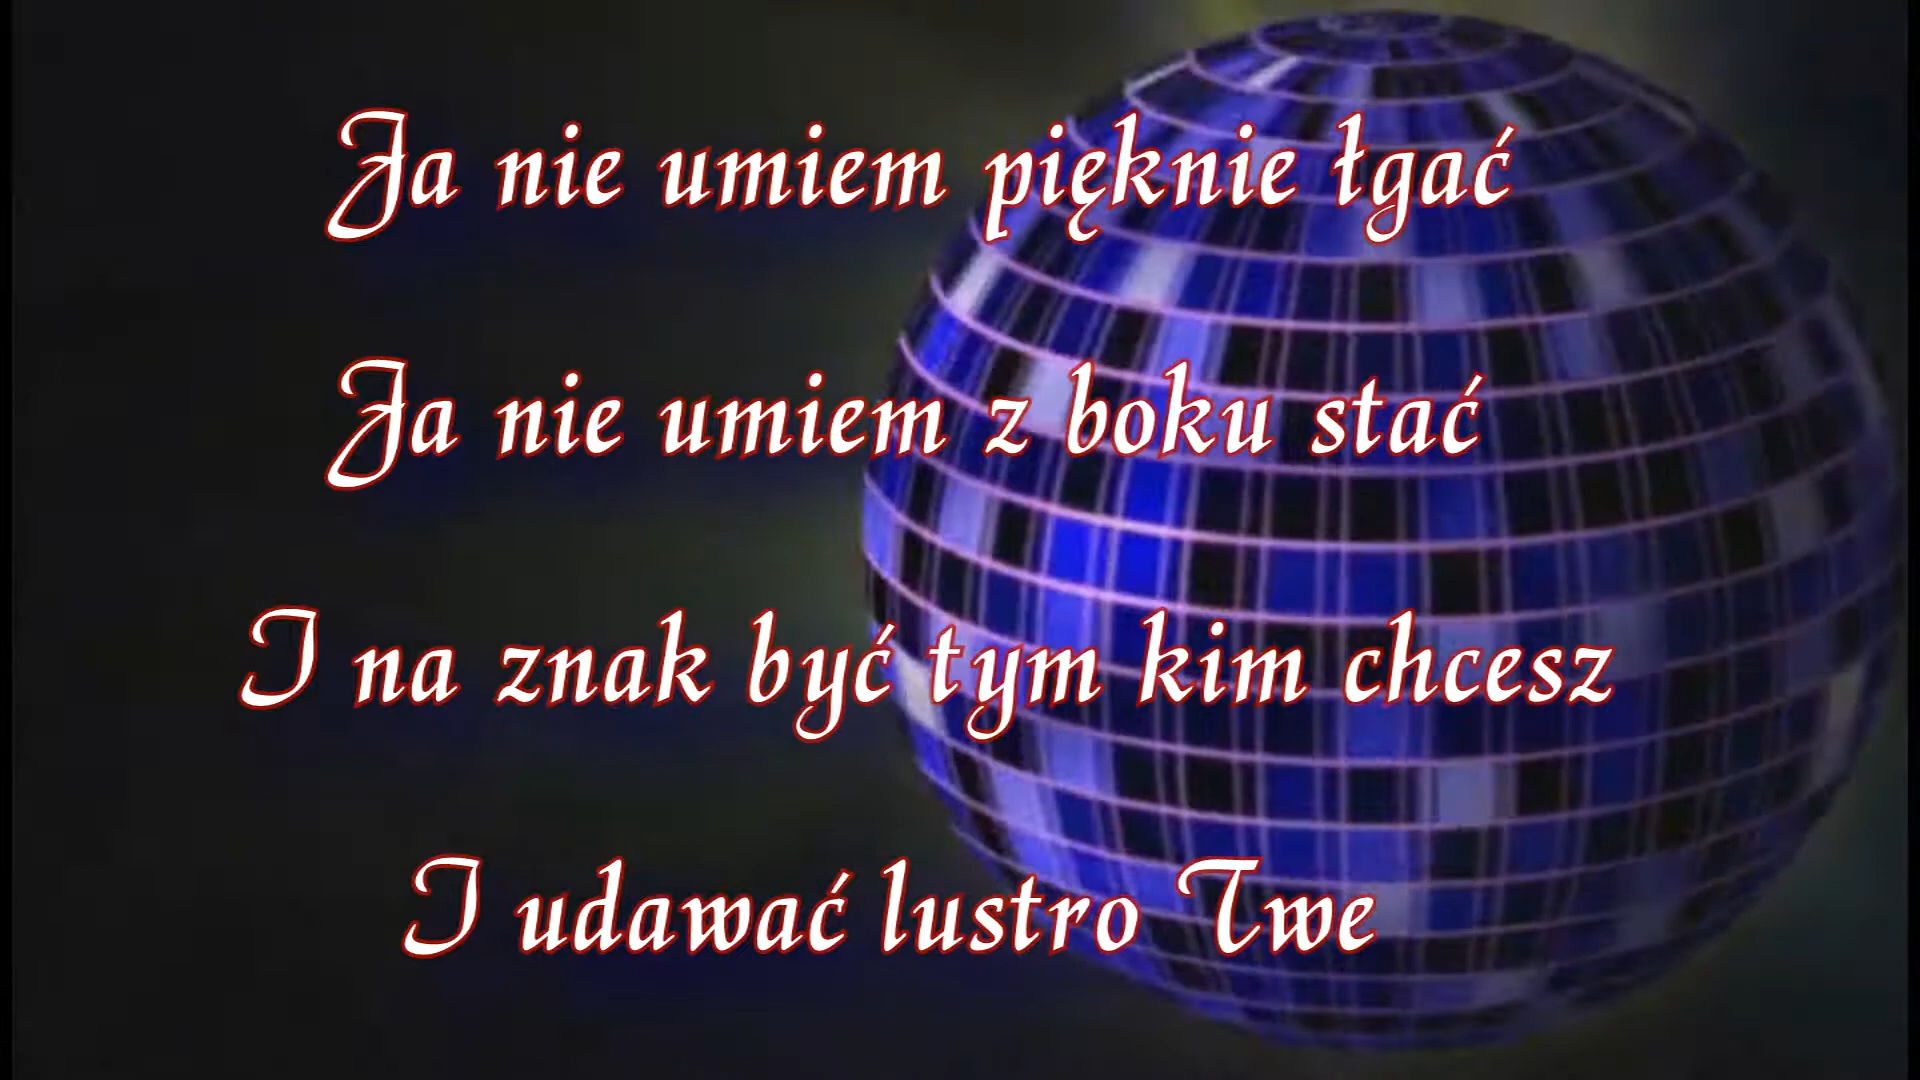 Ja nie umiem pięknie łgać
Ja nie umiem z boku stać
I na znak być tym kim chcesz
I udawać lustro Twe